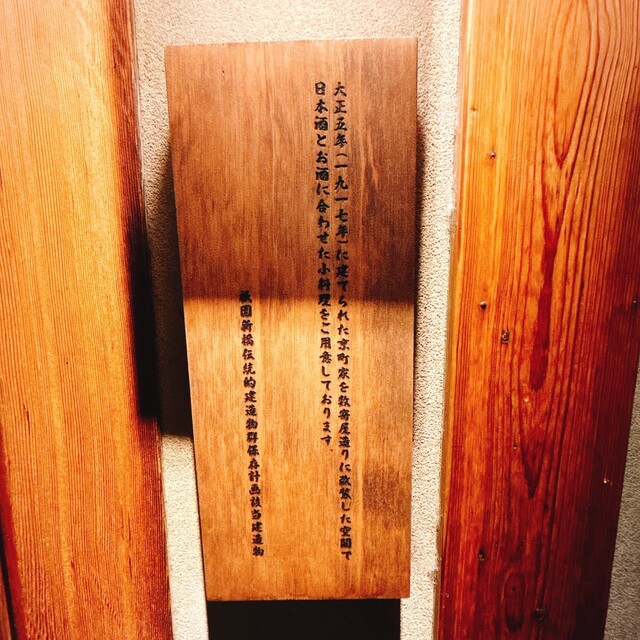 大正五年(一九一七年)に建てられた京町家を数寄屋造りに改装した空間で
日本酒とお酒に合わせた小料理をご用意しております。
祇園新橋伝統的建造物群保存計画該当建造物